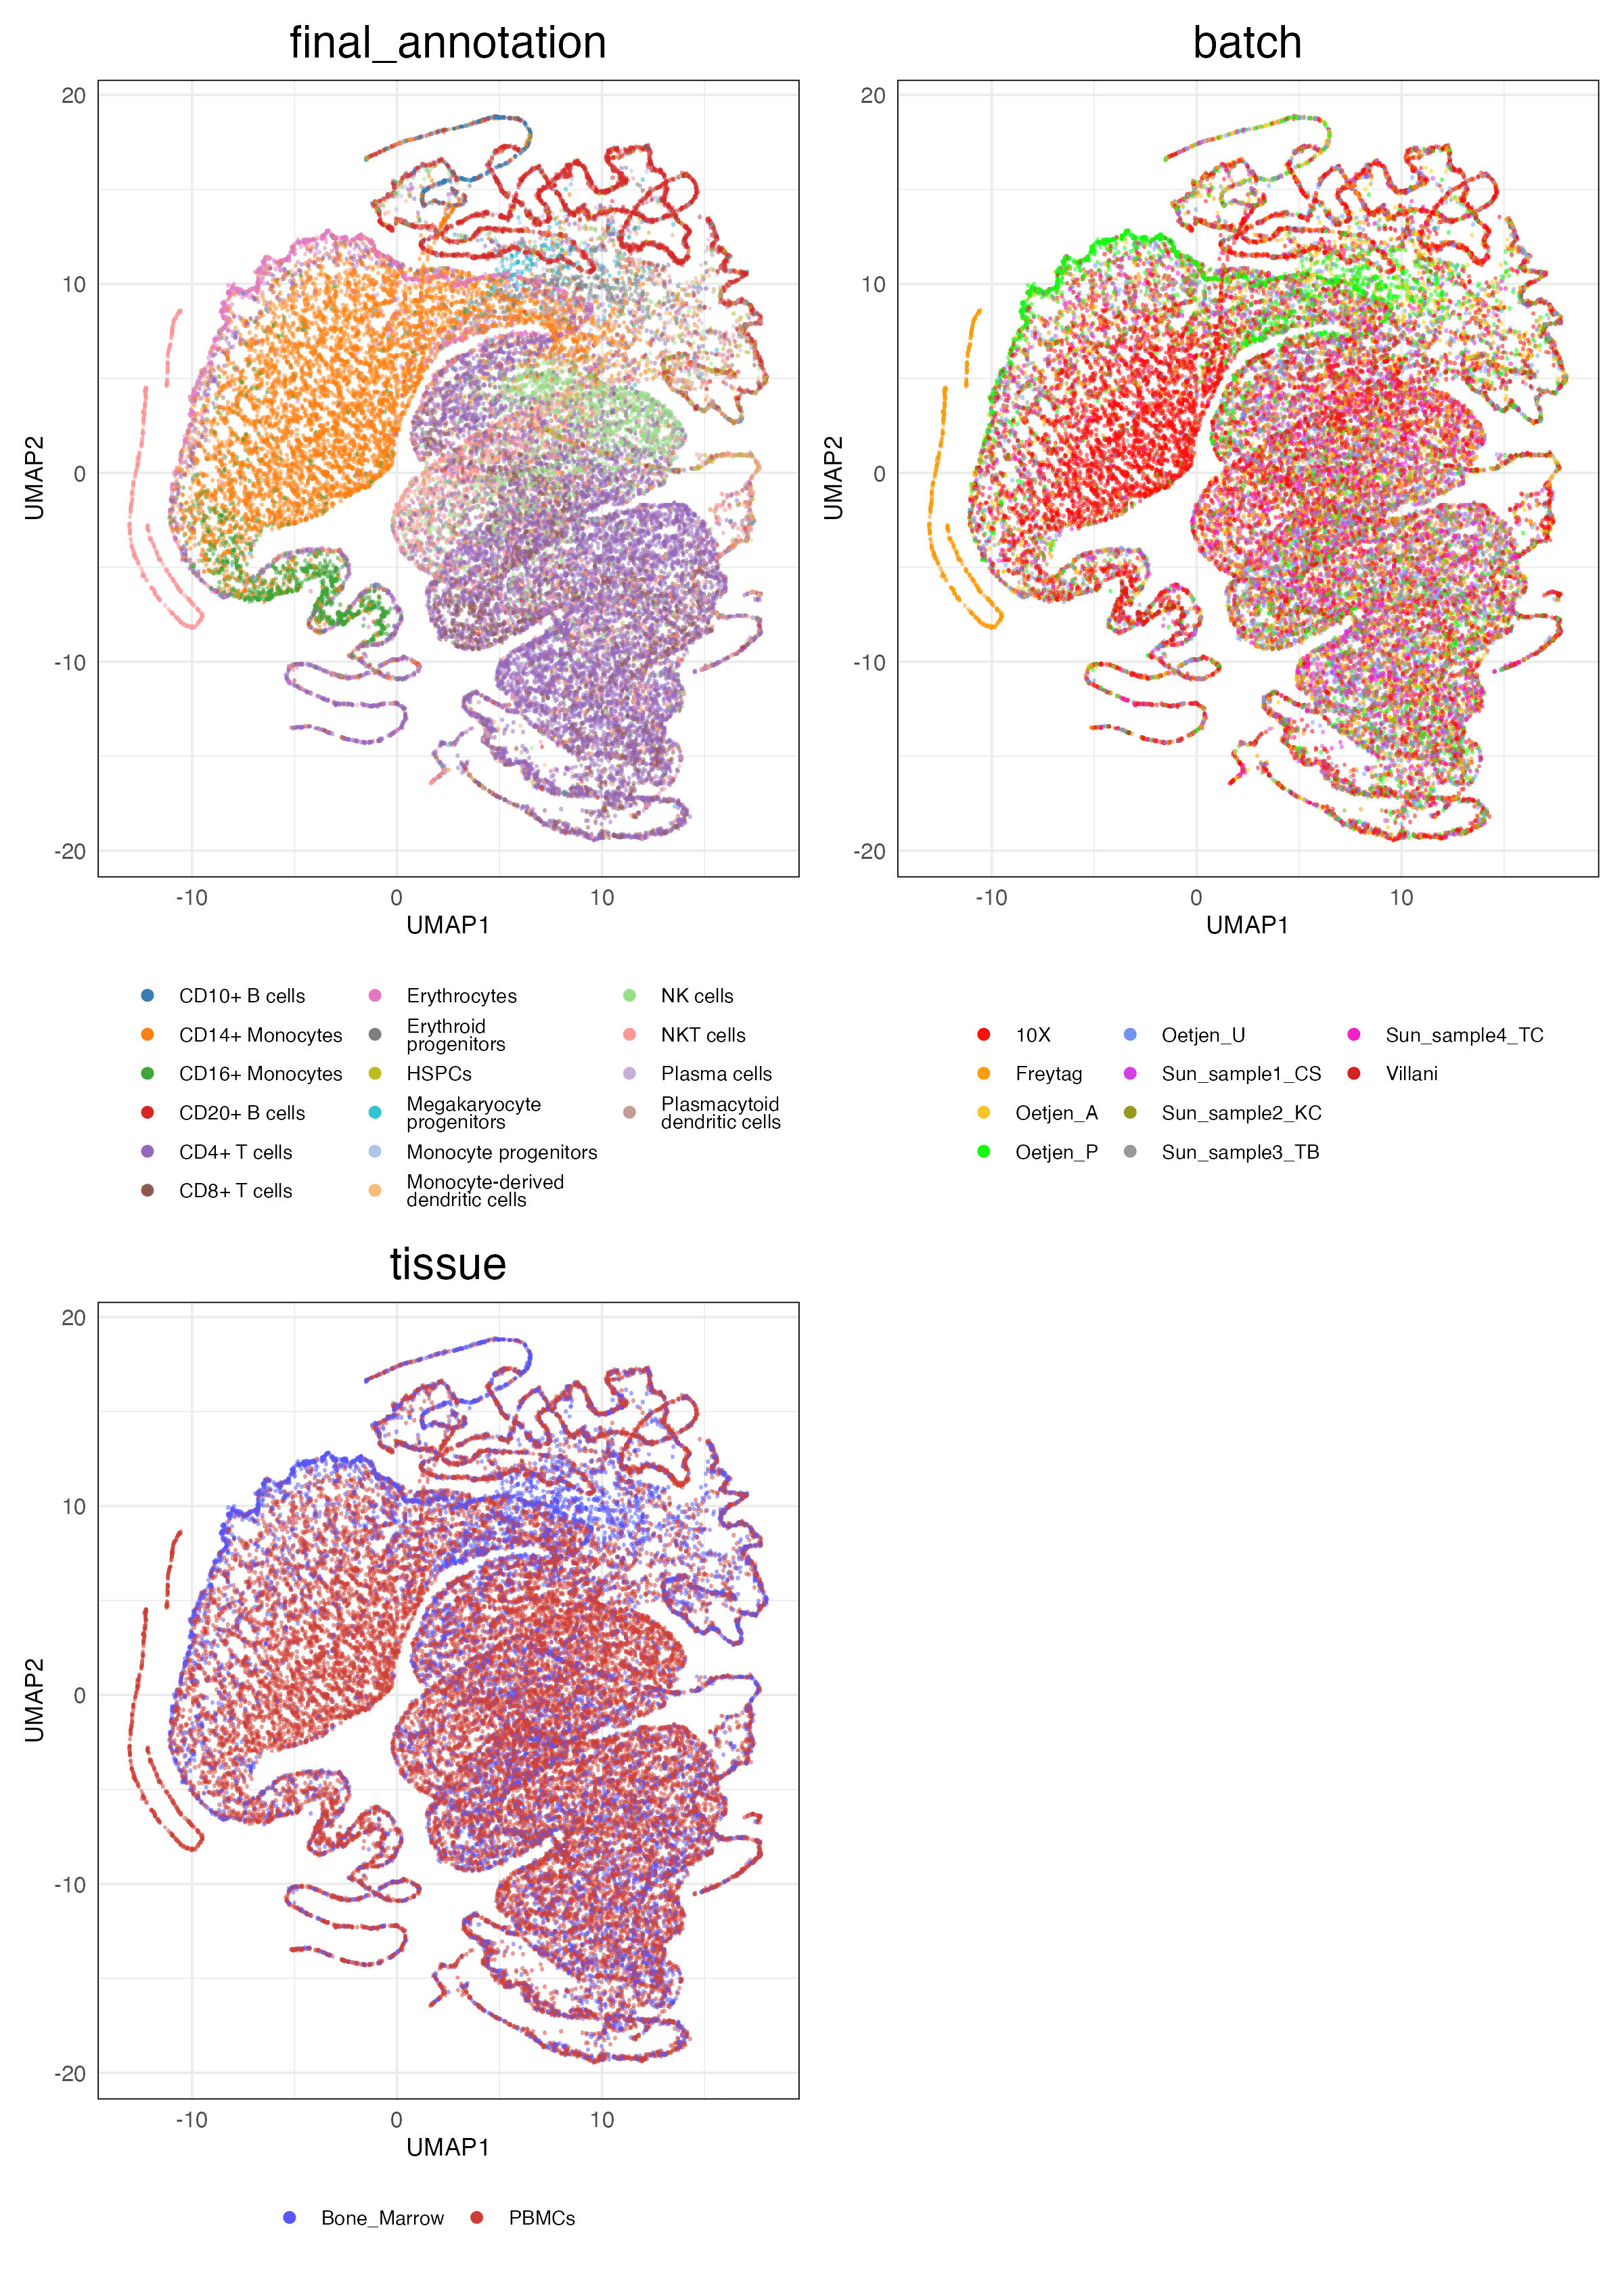 final_annotation
batch
20
10
0
-10
-20
UMAP2
-10
0
10
UMAP1
20
10
0
-10
-20
UMAP2
-10
0
10
UMAP1
CD10+ B cells
CD14+ Monocytes
CD16+ Monocytes
CD20+ B cells
CD4+ T cells
CD8+ T cells
Erythrocytes
Erythroid
progenitors
HSPCs
Megakaryocyte
progenitors
Monocyte progenitors
Monocyte-derived
dendritic cells
NK cells
NKT cells
Plasma cells
Plasmacytoid
dendritic cells
10X
Freytag
Oetjen_A
Oetjen_P
Oetjen_U
Sun_sample1_CS
Sun_sample2_KC
Sun_sample3_TB
Sun_sample4_TC
Villani
tissue
20
10
0
-10
-20
UMAP2
-10
0
10
UMAP1
Bone_Marrow
PBMCs